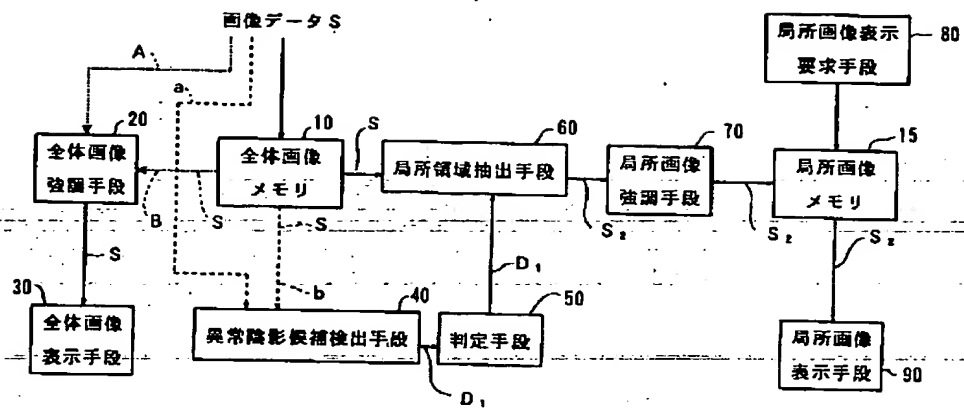 画像データS
A
a
20
全体画像
強調手段
10
全体画像
メモリ
S
60
局所領域抽出手段
70
局所画像
強調手段
15
局所画像
メモリ
80
局所画像表示
要求手段
B
S
S
S
b
S₂
S₂
S₂
D₁
30
全体画像
表示手段
40
異常陰影候補検出手段
50
判定手段
D₁
局所画像
表示手段
90